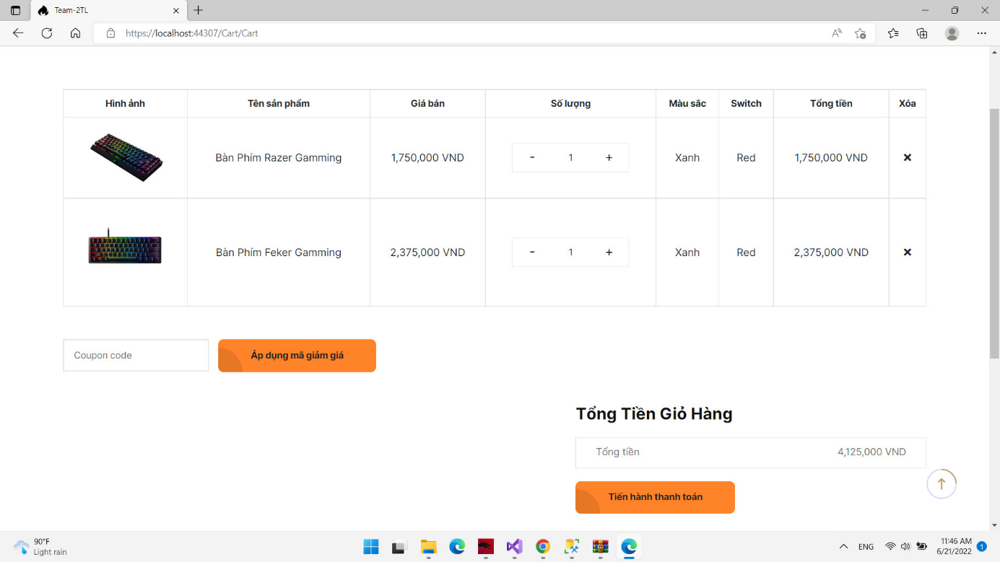 Team-2TL
https://localhost:44307/Cart/Cart
Hình ảnh Tên sản phẩm Giá bán Số lượng Màu sắc Switch Tổng tiền Xóa
Bàn Phím Razer Gamming 1,750,000 VND - 1 + Xanh Red 1,750,000 VND ×
Bàn Phím Feker Gamming 2,375,000 VND - 1 + Xanh Red 2,375,000 VND ×
Coupon code Áp dụng mã giảm giá
Tổng Tiền Giỏ Hàng
Tổng tiền 4,125,000 VND
Tiến hành thanh toán
90°F
Light rain
ENG
11:46 AM
6/21/2022
1